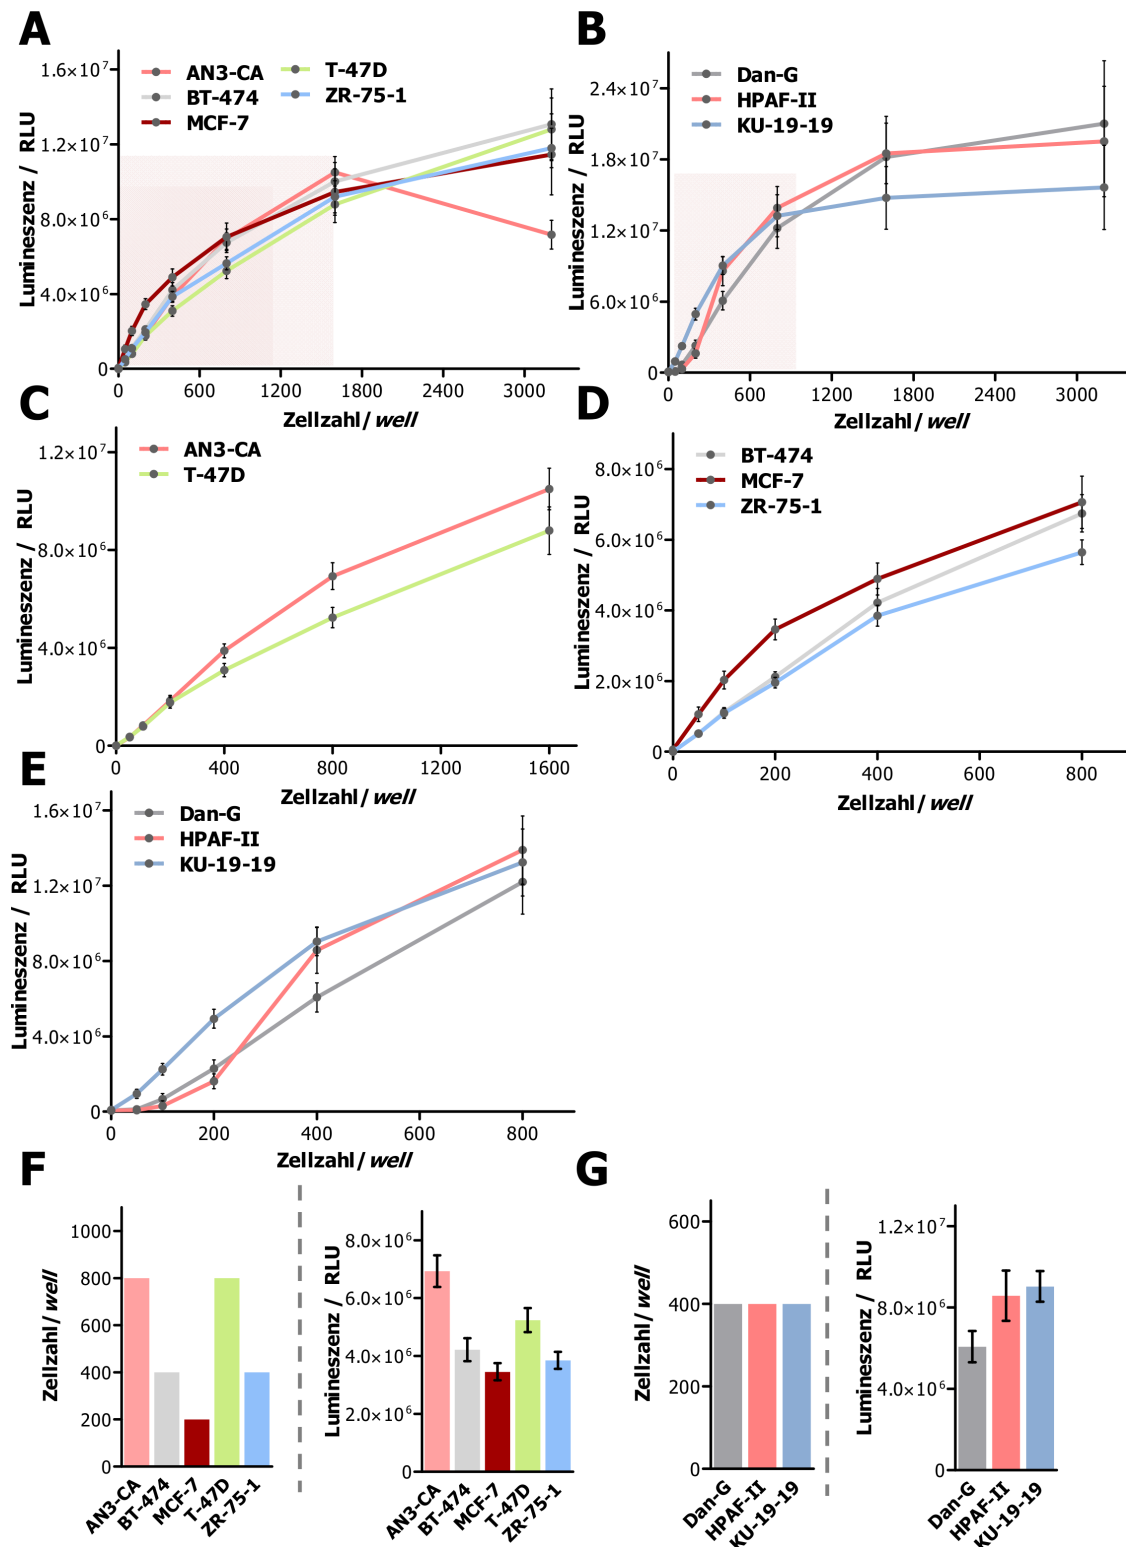 A
AN3-CA
BT-474
MCF-7
T-47D
ZR-75-1
Lumineszenz / RLU
1.6×10⁷
1.2×10⁷
8.0×10⁶
4.0×10⁶
0
0 600 1200 1800 2400 3000
Zellzahl/well
B
Dan-G
HPAF-II
KU-19-19
Lumineszenz / RLU
2.4×10⁷
1.8×10⁷
1.2×10⁷
6.0×10⁶
0
0 600 1200 1800 2400 3000
Zellzahl/well
C
AN3-CA
T-47D
Lumineszenz / RLU
1.2×10⁷
8.0×10⁶
4.0×10⁶
0
0 400 800 1200 1600
Zellzahl/well
D
BT-474
MCF-7
ZR-75-1
Lumineszenz / RLU
8.0×10⁶
6.0×10⁶
4.0×10⁶
2.0×10⁶
0
0 200 400 600 800
Zellzahl/well
E
Dan-G
HPAF-II
KU-19-19
Lumineszenz / RLU
1.6×10⁷
1.2×10⁷
8.0×10⁶
4.0×10⁶
0
0 200 400 600 800
Zellzahl/well
F
Zellzahl/well
1000
800
600
400
200
0
AN3-CA
BT-474
MCF-7
T-47D
ZR-75-1
Lumineszenz / RLU
8.0×10⁶
6.0×10⁶
4.0×10⁶
2.0×10⁶
0
AN3-CA
BT-474
MCF-7
T-47D
ZR-75-1
G
Zellzahl/well
600
400
200
0
Dan-G
HPAF-II
KU-19-19
Lumineszenz / RLU
1.2×10⁷
8.0×10⁶
4.0×10⁶
0
Dan-G
HPAF-II
KU-19-19